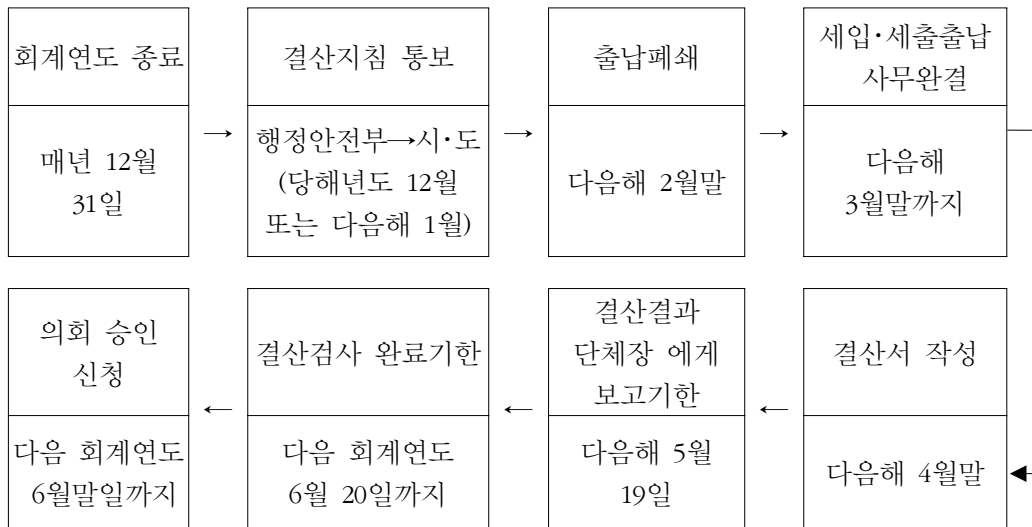 회계연도 종료
매년 12월
31일
→
결산지침 통보
행정안전부→시·도
(당해년도 12월
또는 다음해 1월)
→
출납폐쇄
다음해 2월말
→
세입·세출출납
사무완결
다음해
3월말까지
의회 승인
신청
다음 회계연도
6월말일까지
←
결산검사 완료기한
다음 회계연도
6월 20일까지
←
결산결과
단체장 에게
보고기한
다음해 5월
19일
←
결산서 작성
다음해 4월말